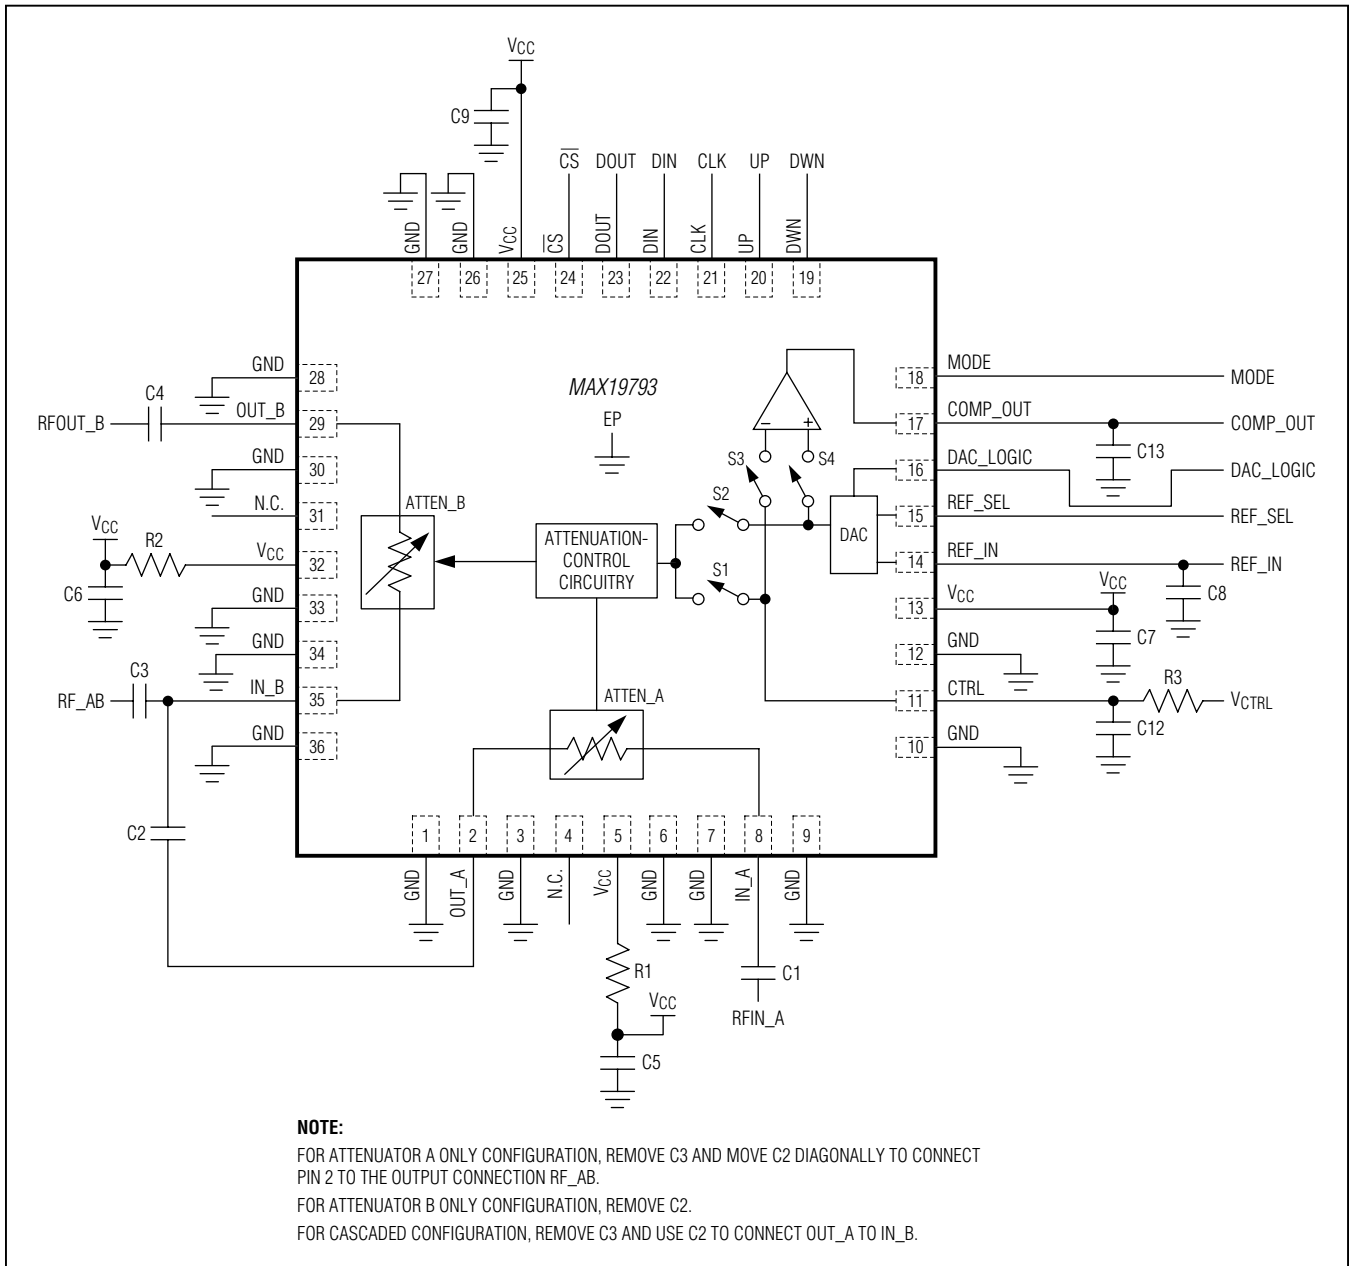 VCC
C9
CS DOUT DIN CLK UP DWN
GND GND VCC CS DOUT DIN CLK UP DWN
27 26 25 24 23 22 21 20 19
MAX19793
EP
GND
28
C4
RFOUT_B
OUT_B
29
GND
30
N.C.
31
VCC
R2
VCC
32
C6
GND
33
GND
34
C3
RF_AB
IN_B
35
GND
36
C2
ATTEN_B
ATTENUATION-
CONTROL
CIRCUITRY
ATTEN_A
S2
S1
S3
S4
– +
DAC
18
MODE
MODE
17
COMP_OUT
COMP_OUT
C13
16
DAC_LOGIC
DAC_LOGIC
15
REF_SEL
REF_SEL
14
REF_IN
REF_IN
C8
13
VCC
VCC
C7
12
GND
11
CTRL
R3
VCTRL
C12
10
GND
1 2 3 4 5 6 7 8 9
GND OUT_A GND N.C. VCC GND GND IN_A GND
R1
VCC
C5
C1
RFIN_A
NOTE:
FOR ATTENUATOR A ONLY CONFIGURATION, REMOVE C3 AND MOVE C2 DIAGONALLY TO CONNECT
PIN 2 TO THE OUTPUT CONNECTION RF_AB.
FOR ATTENUATOR B ONLY CONFIGURATION, REMOVE C2.
FOR CASCADED CONFIGURATION, REMOVE C3 AND USE C2 TO CONNECT OUT_A TO IN_B.